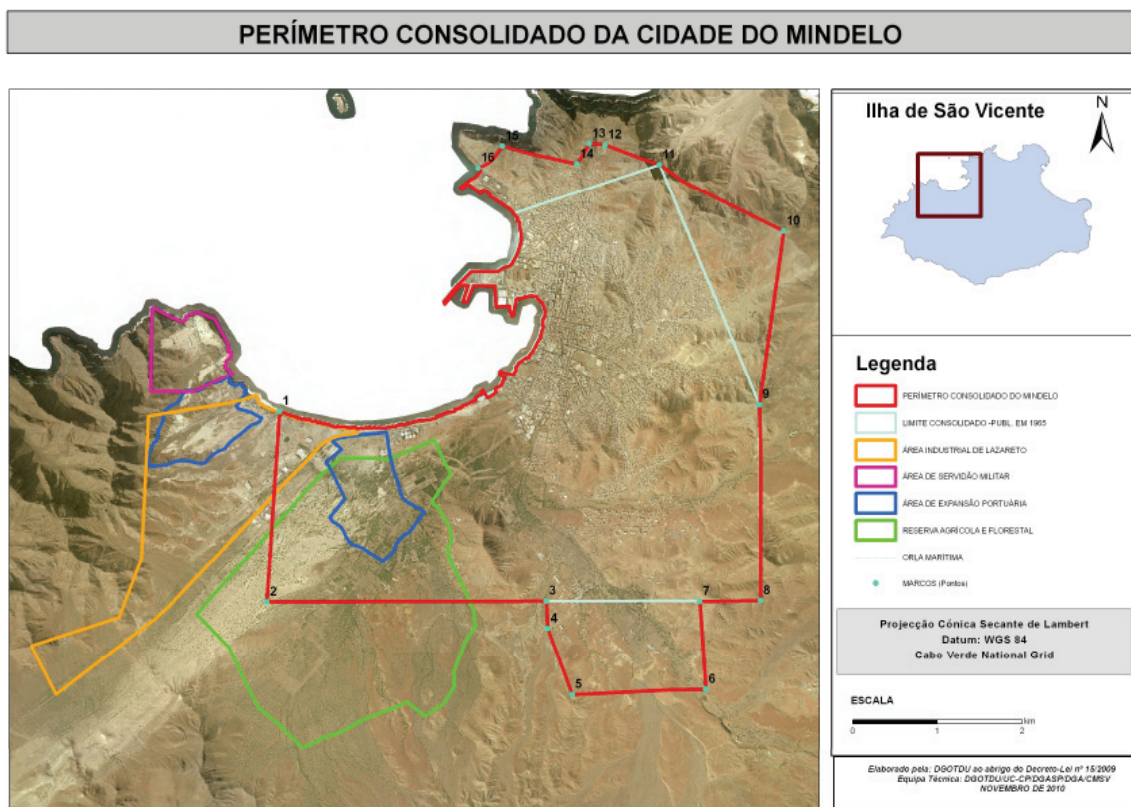 PERÍMETRO CONSOLIDADO DA CIDADE DO MINDELO
15
13
12
14
16
11
10
1
9
2
3
7
8
4
5
6
Ilha de São Vicente
N
Legenda
PERÍMETRO CONSOLIDADO DO MINDELO
LIMITE CONSOLIDADO -PUBL. EM 1965
ÁREA INDUSTRIAL DE LAZARETO
ÁREA DE SERVIDÃO MILITAR
ÁREA DE EXPANSÃO PORTUÁRIA
RESERVA AGRÍCOLA E FLORESTAL
ORLA MARÍTIMA
MARCOS (Pontos)
Projecção Cónica Secante de Lambert
Datum: WGS 84
Cabo Verde National Grid
ESCALA
km
0 1 2
Elaborado pela: DGOTDU ao abrigo do Decreto-Lei nº 15/2009
Equipa Técnica: DGOTDU/UC-CP/DGASP/DGA/CMSV
NOVEMBRO DE 2010